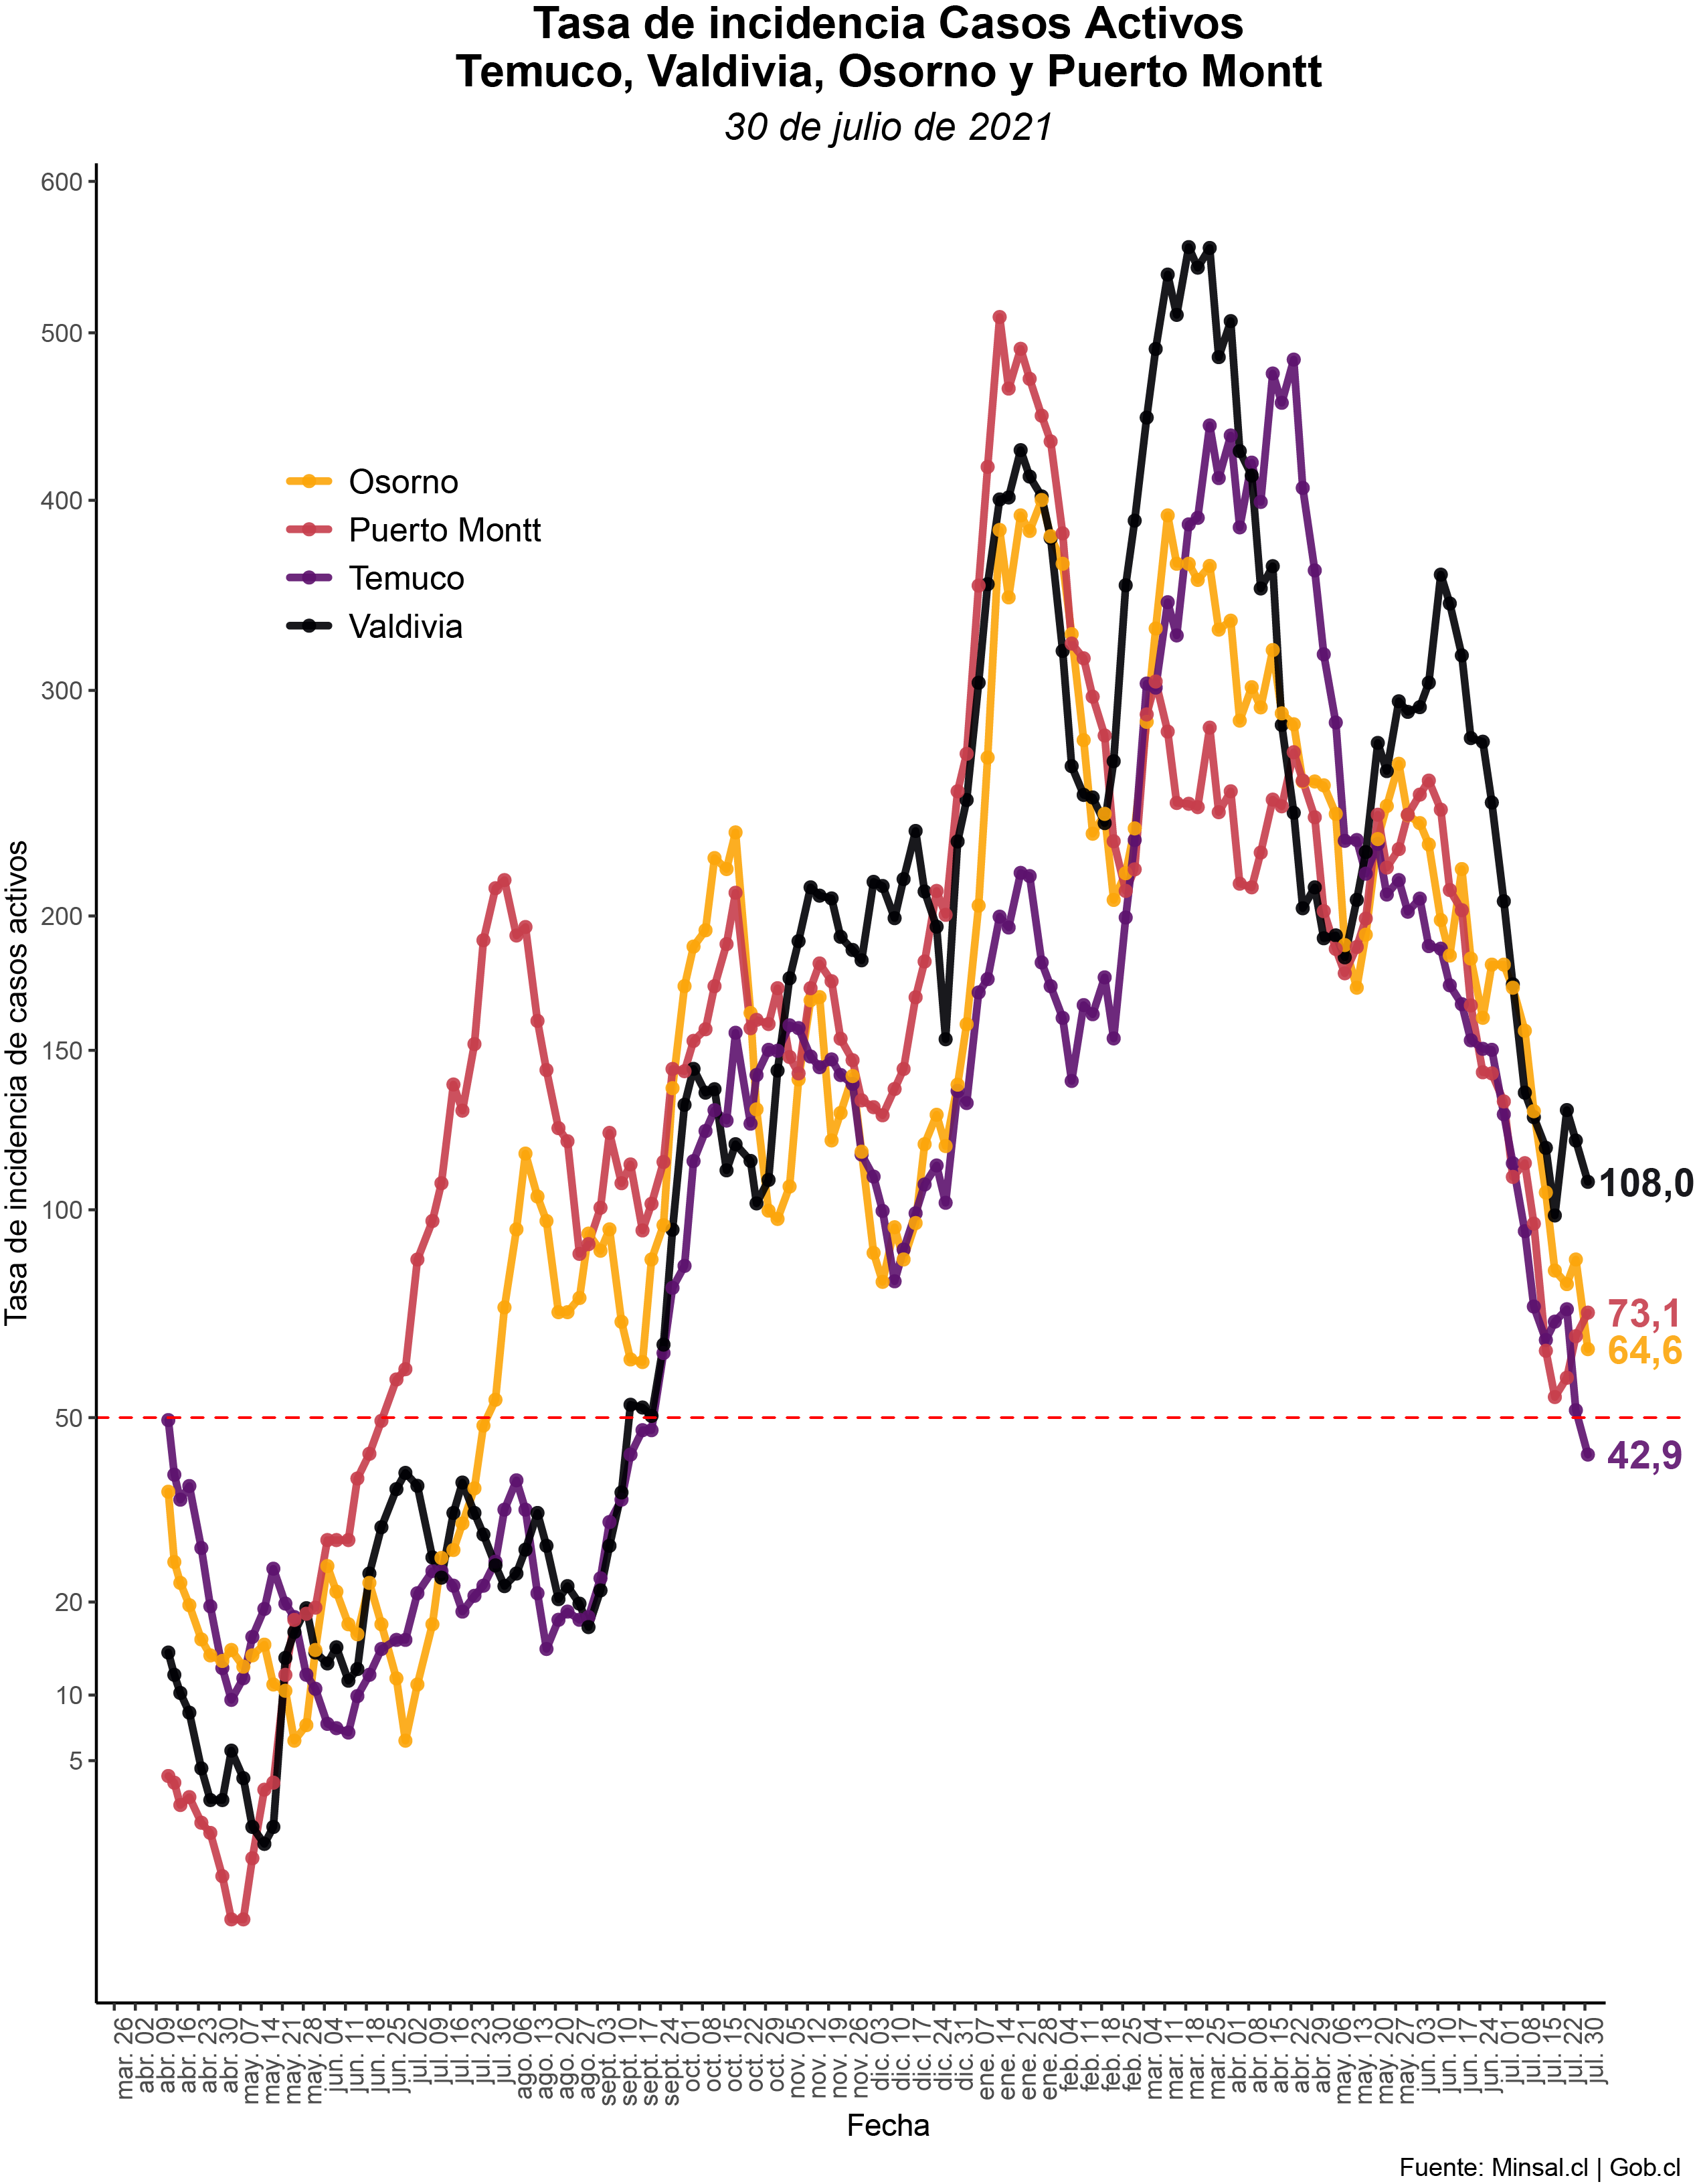 Tasa de incidencia Casos Activos
Temuco, Valdivia, Osorno y Puerto Montt
30 de julio de 2021
Tasa de incidencia de casos activos
600
500
400
300
200
150
100
50
20
10
5
Osorno
Puerto Montt
Temuco
Valdivia
108,0
73,1
64,6
42,9
mar. 26
abr. 02
abr. 09
abr. 16
abr. 23
abr. 30
may. 07
may. 14
may. 21
may. 28
jun. 04
jun. 11
jun. 18
jun. 25
jul. 02
jul. 09
jul. 16
jul. 23
jul. 30
ago. 06
ago. 13
ago. 20
ago. 27
sept. 03
sept. 10
sept. 17
sept. 24
oct. 01
oct. 08
oct. 15
oct. 22
oct. 29
nov. 05
nov. 12
nov. 19
nov. 26
dic. 03
dic. 10
dic. 17
dic. 24
dic. 31
ene. 07
ene. 14
ene. 21
ene. 28
feb. 04
feb. 11
feb. 18
feb. 25
mar. 04
mar. 11
mar. 18
mar. 25
abr. 01
abr. 08
abr. 15
abr. 22
abr. 29
may. 06
may. 13
may. 20
may. 27
jun. 03
jun. 10
jun. 17
jun. 24
jul. 01
jul. 08
jul. 15
jul. 22
jul. 30
Fecha
Fuente: Minsal.cl | Gob.cl